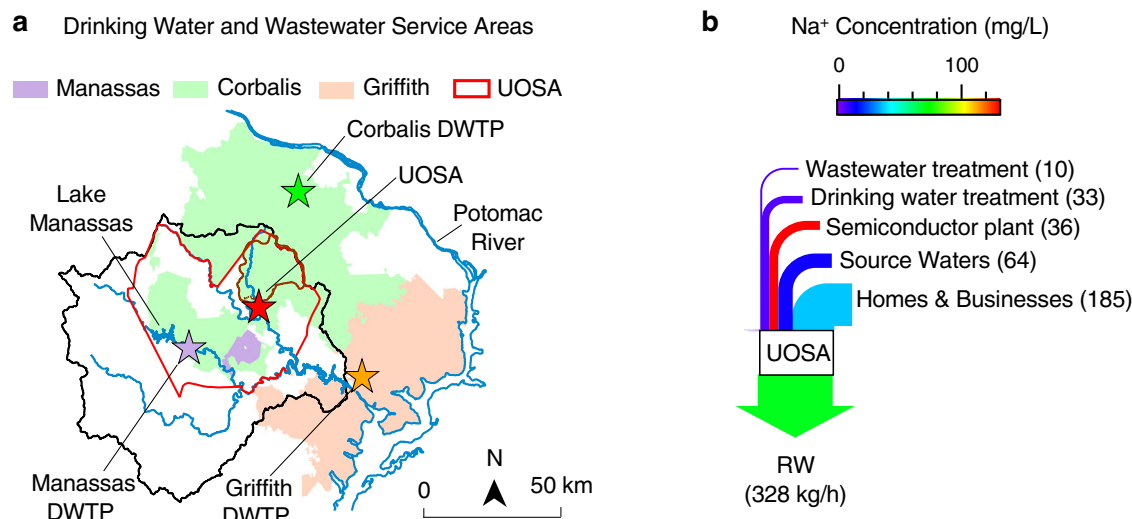 a Drinking Water and Wastewater Service Areas
Manassas Corbalis Griffith UOSA
Corbalis DWTP
UOSA
Lake
Manassas
Potomac
River
Manassas
DWTP
Griffith
DWTP
N
0 50 km
b Na⁺ Concentration (mg/L)
0 100
Wastewater treatment (10)
Drinking water treatment (33)
Semiconductor plant (36)
Source Waters (64)
Homes & Businesses (185)
UOSA
RW
(328 kg/h)